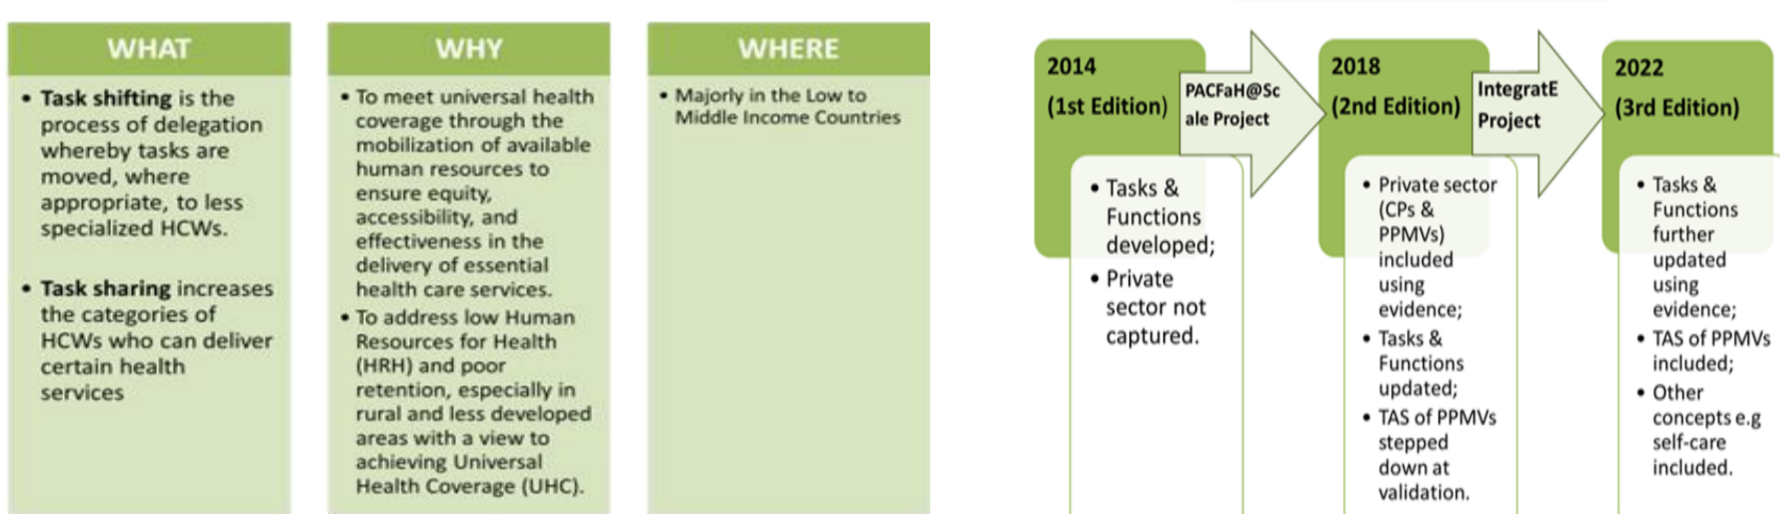 WHAT
• Task shifting is the
process of delegation
whereby tasks are
moved, where
appropriate, to less
specialized HCWs.
• Task sharing increases
the categories of
HCWs who can deliver
certain health
services
WHY
• To meet universal health
coverage through the
mobilization of available
human resources to
ensure equity,
accessibility, and
effectiveness in the
delivery of essential
health care services.
• To address low Human
Resources for Health
(HRH) and poor
retention, especially in
rural and less developed
areas with a view to
achieving Universal
Health Coverage (UHC).
WHERE
• Majorly in the Low to
Middle Income Countries
2014
(1st Edition)
• Tasks &
Functions
developed;
• Private
sector not
captured.
PACFaH@Sc
ale Project
2018
(2nd Edition)
• Private sector
(CPs &
PPMVs)
included
using
evidence;
• Tasks &
Functions
updated;
• TAS of PPMVs
stepped
down at
validation.
IntegratE
Project
2022
(3rd Edition)
• Tasks &
Functions
further
updated
using
evidence;
• TAS of PPMVs
included;
• Other
concepts e.g
self-care
included.